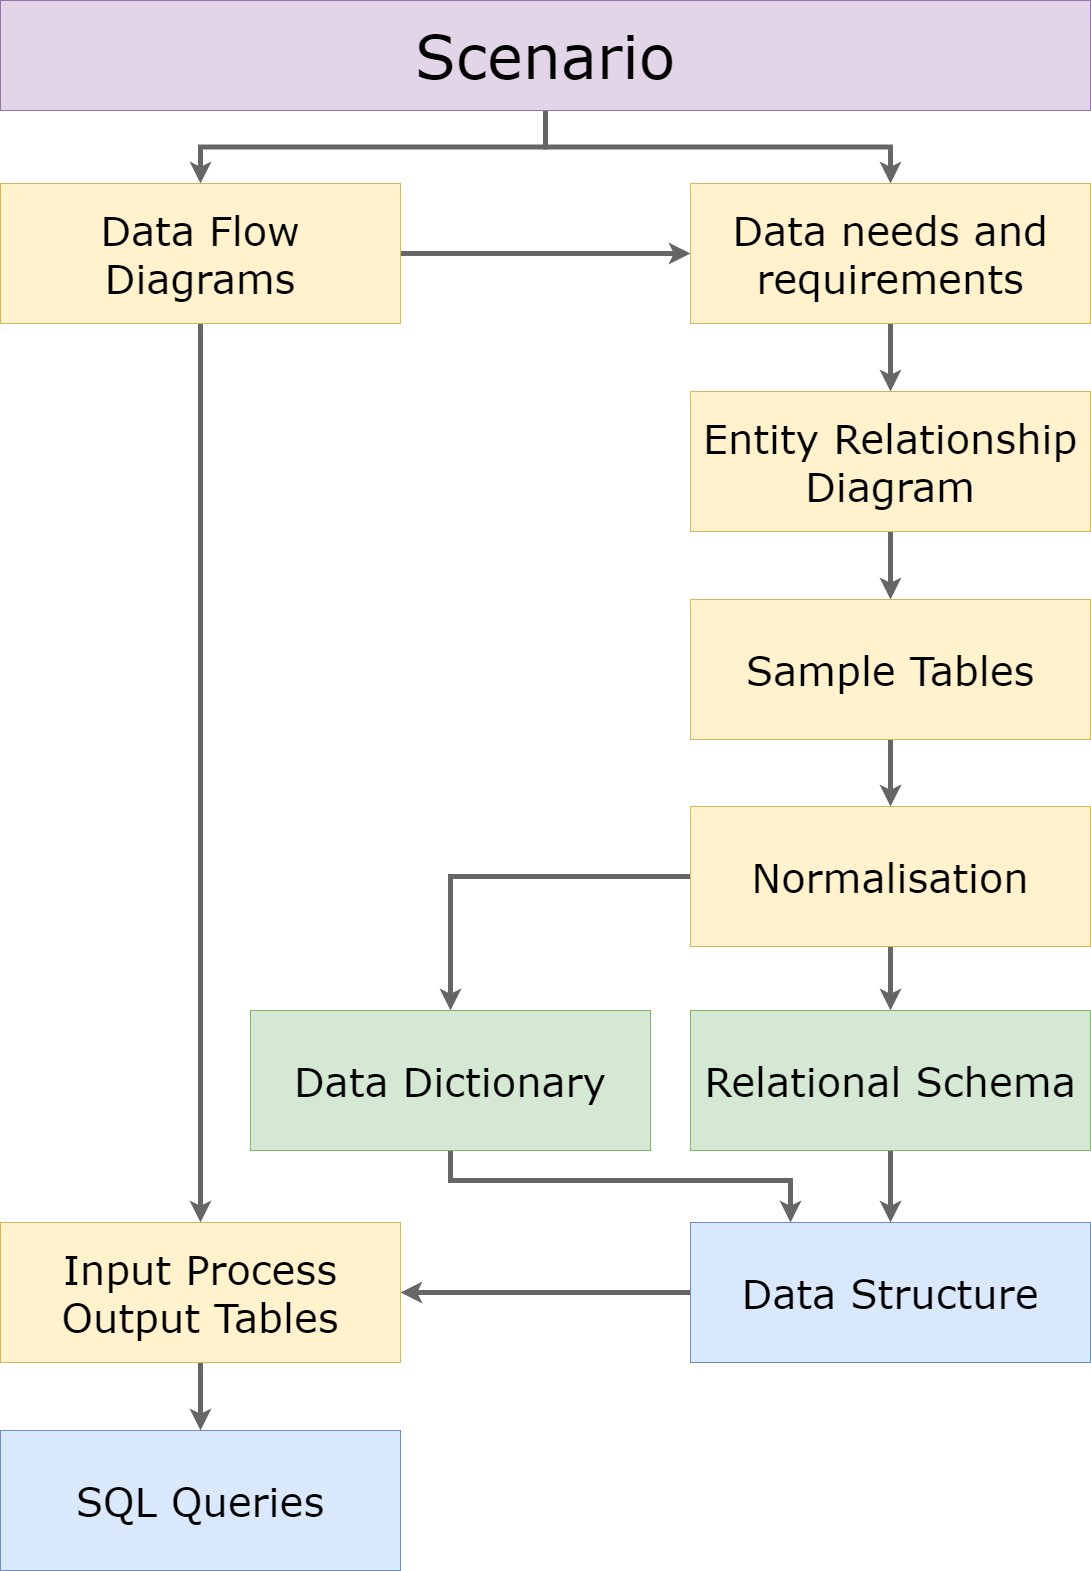 Scenario
Data Flow
Diagrams
Data needs and
requirements
Entity Relationship
Diagram
Sample Tables
Normalisation
Data Dictionary
Relational Schema
Input Process
Output Tables
Data Structure
SQL Queries